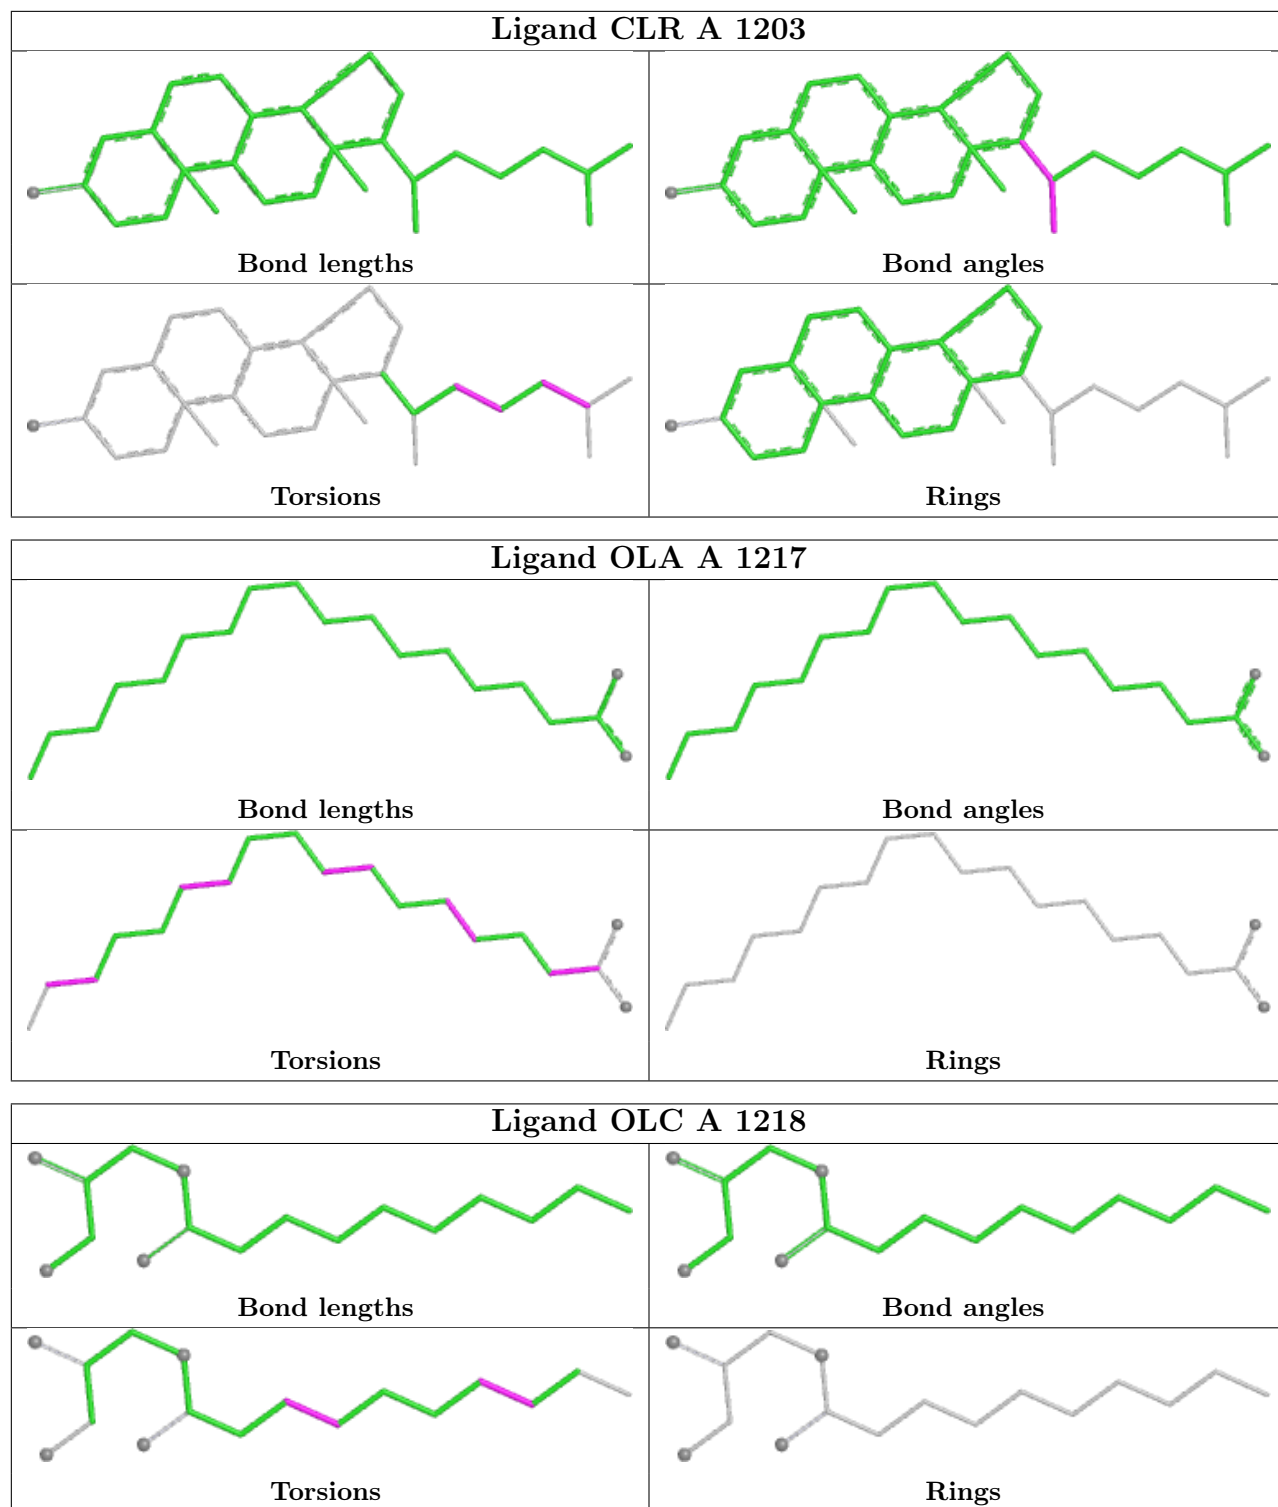 Ligand CLR A 1203
Bond lengths
Bond angles
Torsions
Rings
Ligand OLA A 1217
Bond lengths
Bond angles
Torsions
Rings
Ligand OLC A 1218
Bond lengths
Bond angles
Torsions
Rings